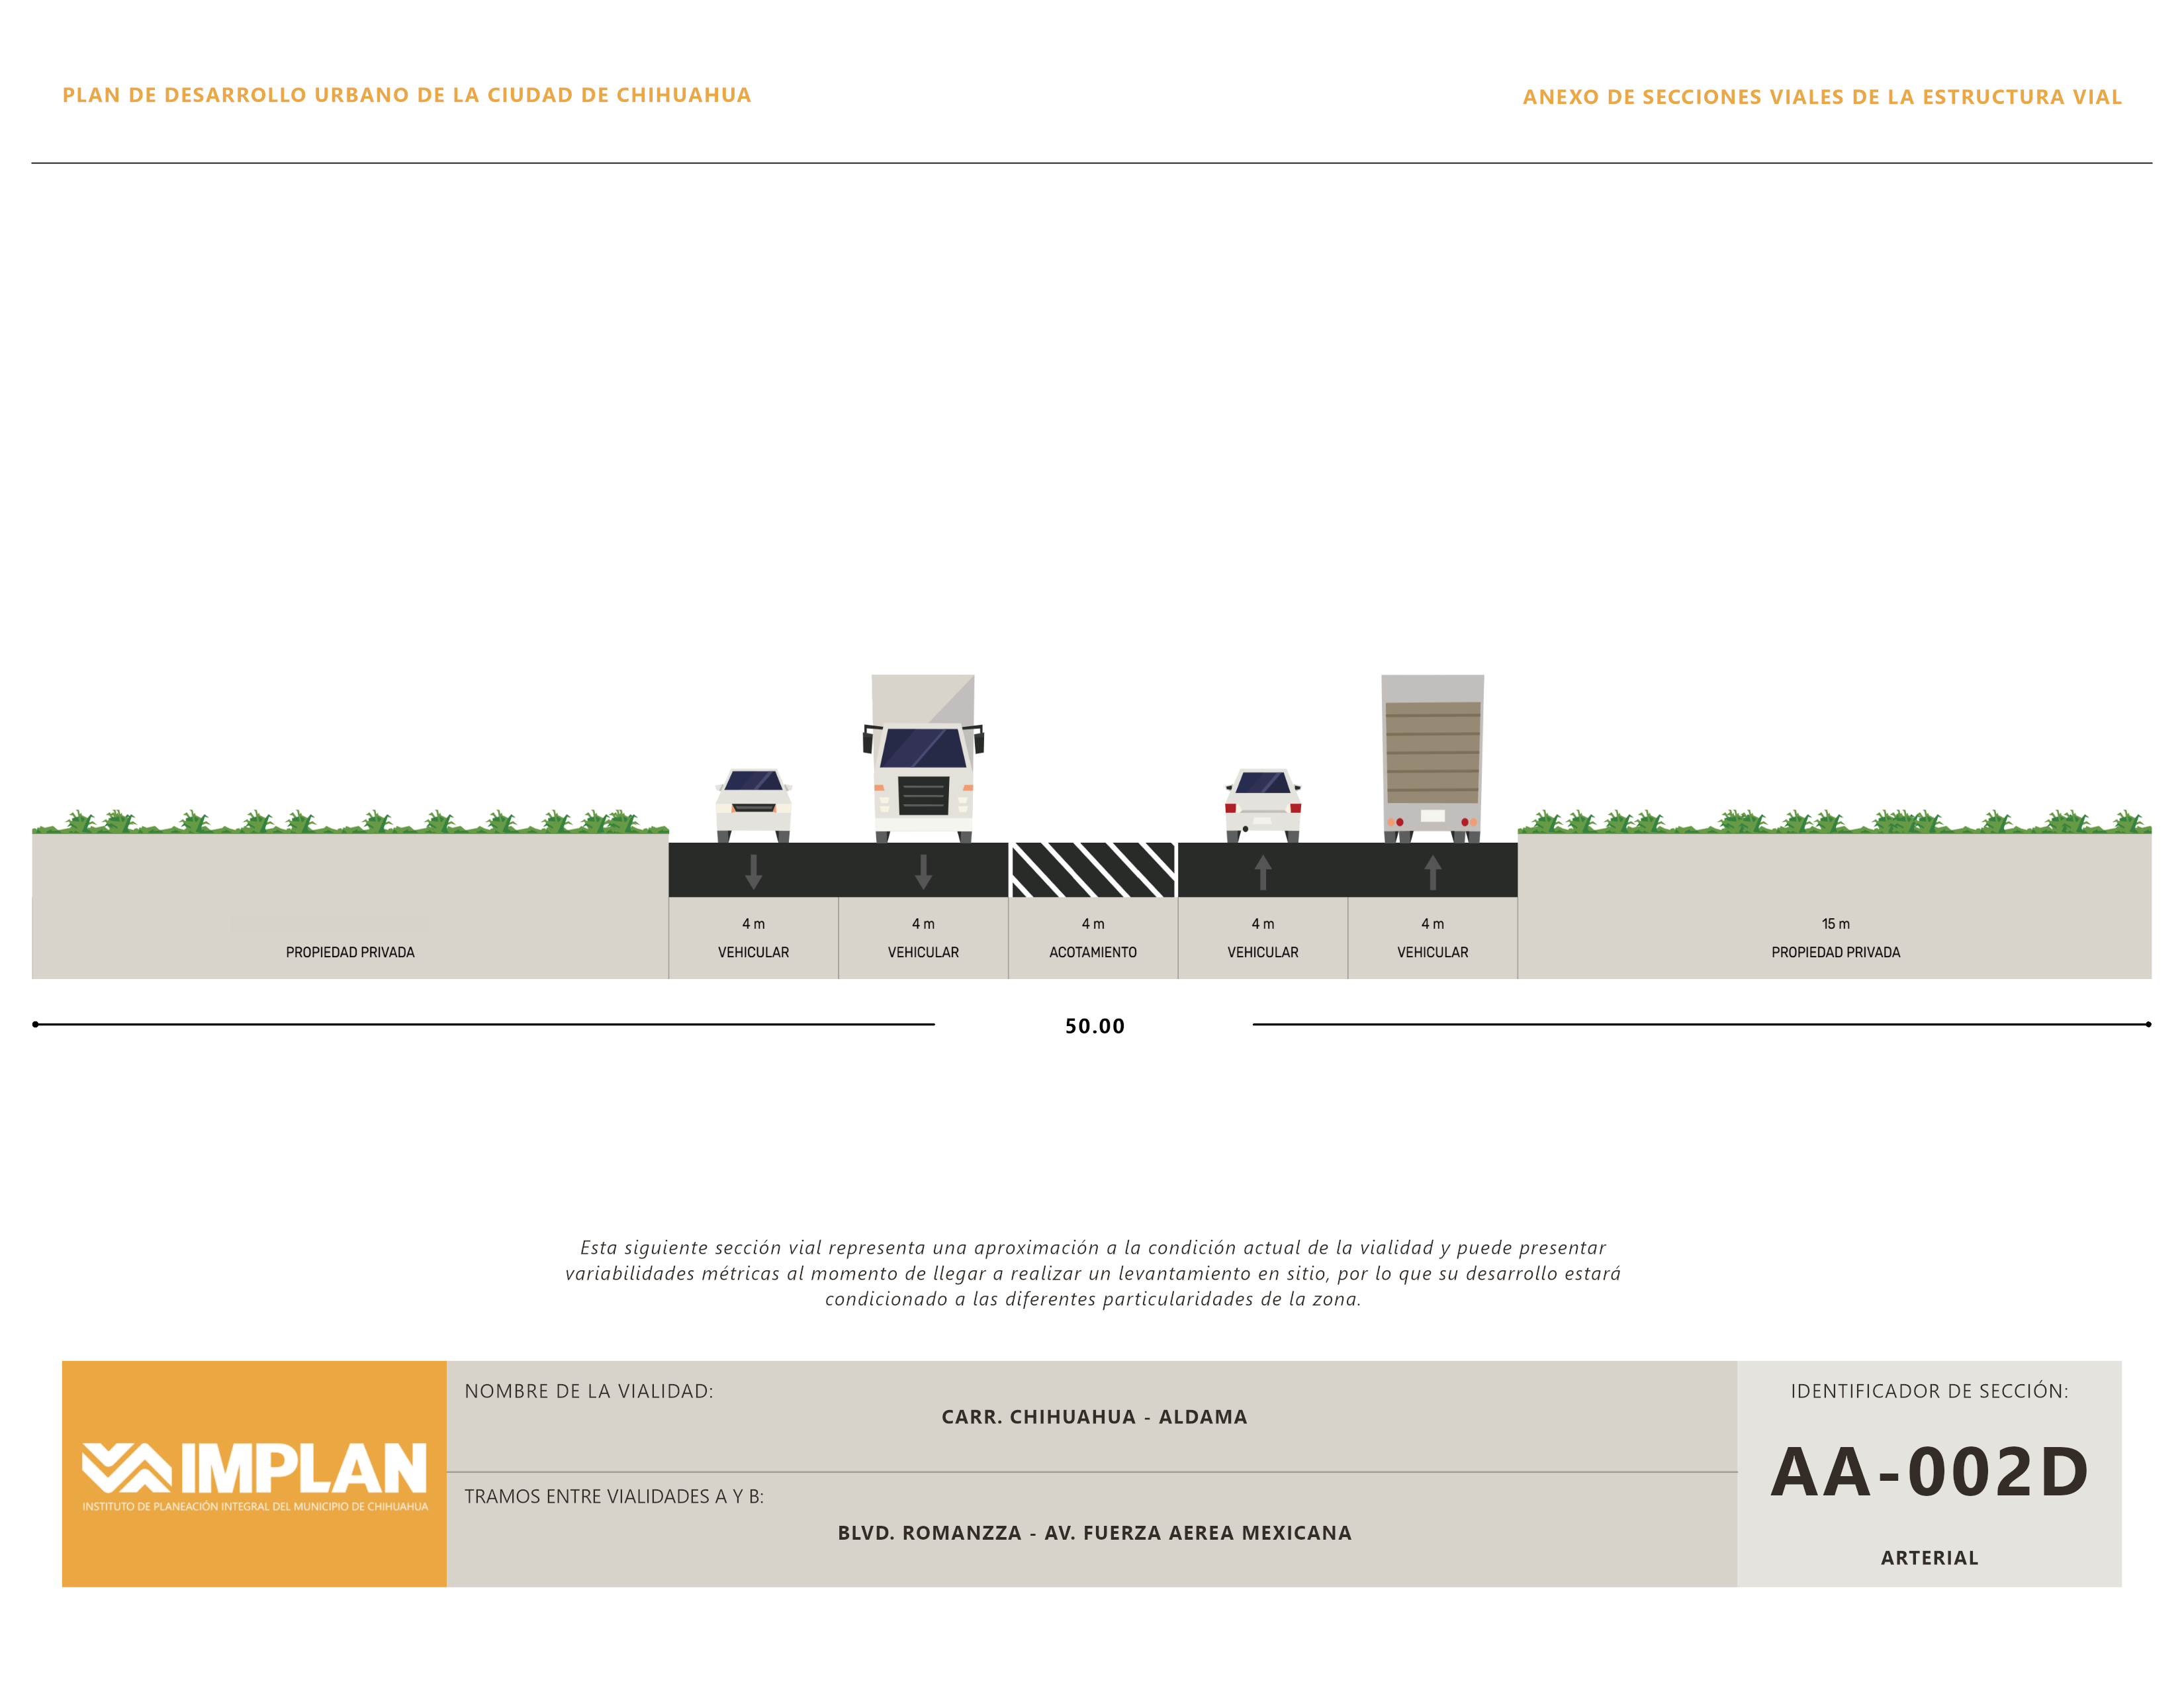 PLAN DE DESARROLLO URBANO DE LA CIUDAD DE CHIHUAHUA
ANEXO DE SECCIONES VIALES DE LA ESTRUCTURA VIAL
4 m
4 m
4 m
4 m
4 m
15 m
PROPIEDAD PRIVADA
VEHICULAR
VEHICULAR
ACOTAMIENTO
VEHICULAR
VEHICULAR
PROPIEDAD PRIVADA
50.00
Esta siguiente sección vial representa una aproximación a la condición actual de la vialidad y puede presentar
variabilidades métricas al momento de llegar a realizar un levantamiento en sitio, por lo que su desarrollo estará
condicionado a las diferentes particularidades de la zona.
IMPLAN
INSTITUTO DE PLANEACIÓN INTEGRAL DEL MUNICIPIO DE CHIHUAHUA
NOMBRE DE LA VIALIDAD:
CARR. CHIHUAHUA - ALDAMA
TRAMOS ENTRE VIALIDADES A Y B:
BLVD. ROMANZZA - AV. FUERZA AEREA MEXICANA
IDENTIFICADOR DE SECCIÓN:
AA-002D
ARTERIAL